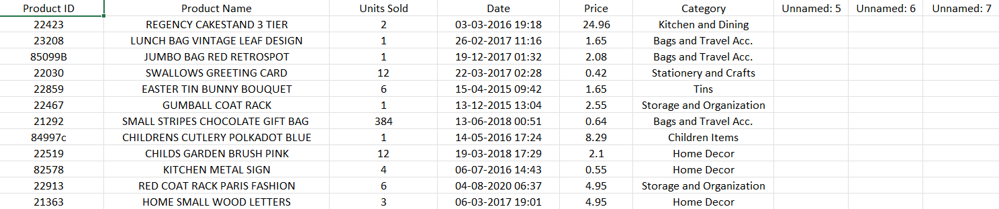 Product ID Product Name Units Sold Date Price Category Unnamed: 5 Unnamed: 6 Unnamed: 7
22423 REGENCY CAKESTAND 3 TIER 2 03-03-2016 19:18 24.96 Kitchen and Dining
23208 LUNCH BAG VINTAGE LEAF DESIGN 1 26-02-2017 11:16 1.65 Bags and Travel Acc.
85099B JUMBO BAG RED RETROSPOT 1 19-12-2017 01:32 2.08 Bags and Travel Acc.
22030 SWALLOWS GREETING CARD 12 22-03-2017 02:28 0.42 Stationery and Crafts
22859 EASTER TIN BUNNY BOUQUET 6 15-04-2015 09:42 1.65 Tins
22467 GUMBALL COAT RACK 1 13-12-2015 13:04 2.55 Storage and Organization
21292 SMALL STRIPES CHOCOLATE GIFT BAG 384 13-06-2018 00:51 0.64 Bags and Travel Acc.
84997c CHILDRENS CUTLERY POLKADOT BLUE 1 14-05-2016 17:24 8.29 Children Items
22519 CHILDS GARDEN BRUSH PINK 12 19-03-2018 17:29 2.1 Home Decor
82578 KITCHEN METAL SIGN 4 06-07-2016 14:43 0.55 Home Decor
22913 RED COAT RACK PARIS FASHION 6 04-08-2020 06:37 4.95 Storage and Organization
21363 HOME SMALL WOOD LETTERS 3 06-03-2017 19:01 4.95 Home Decor